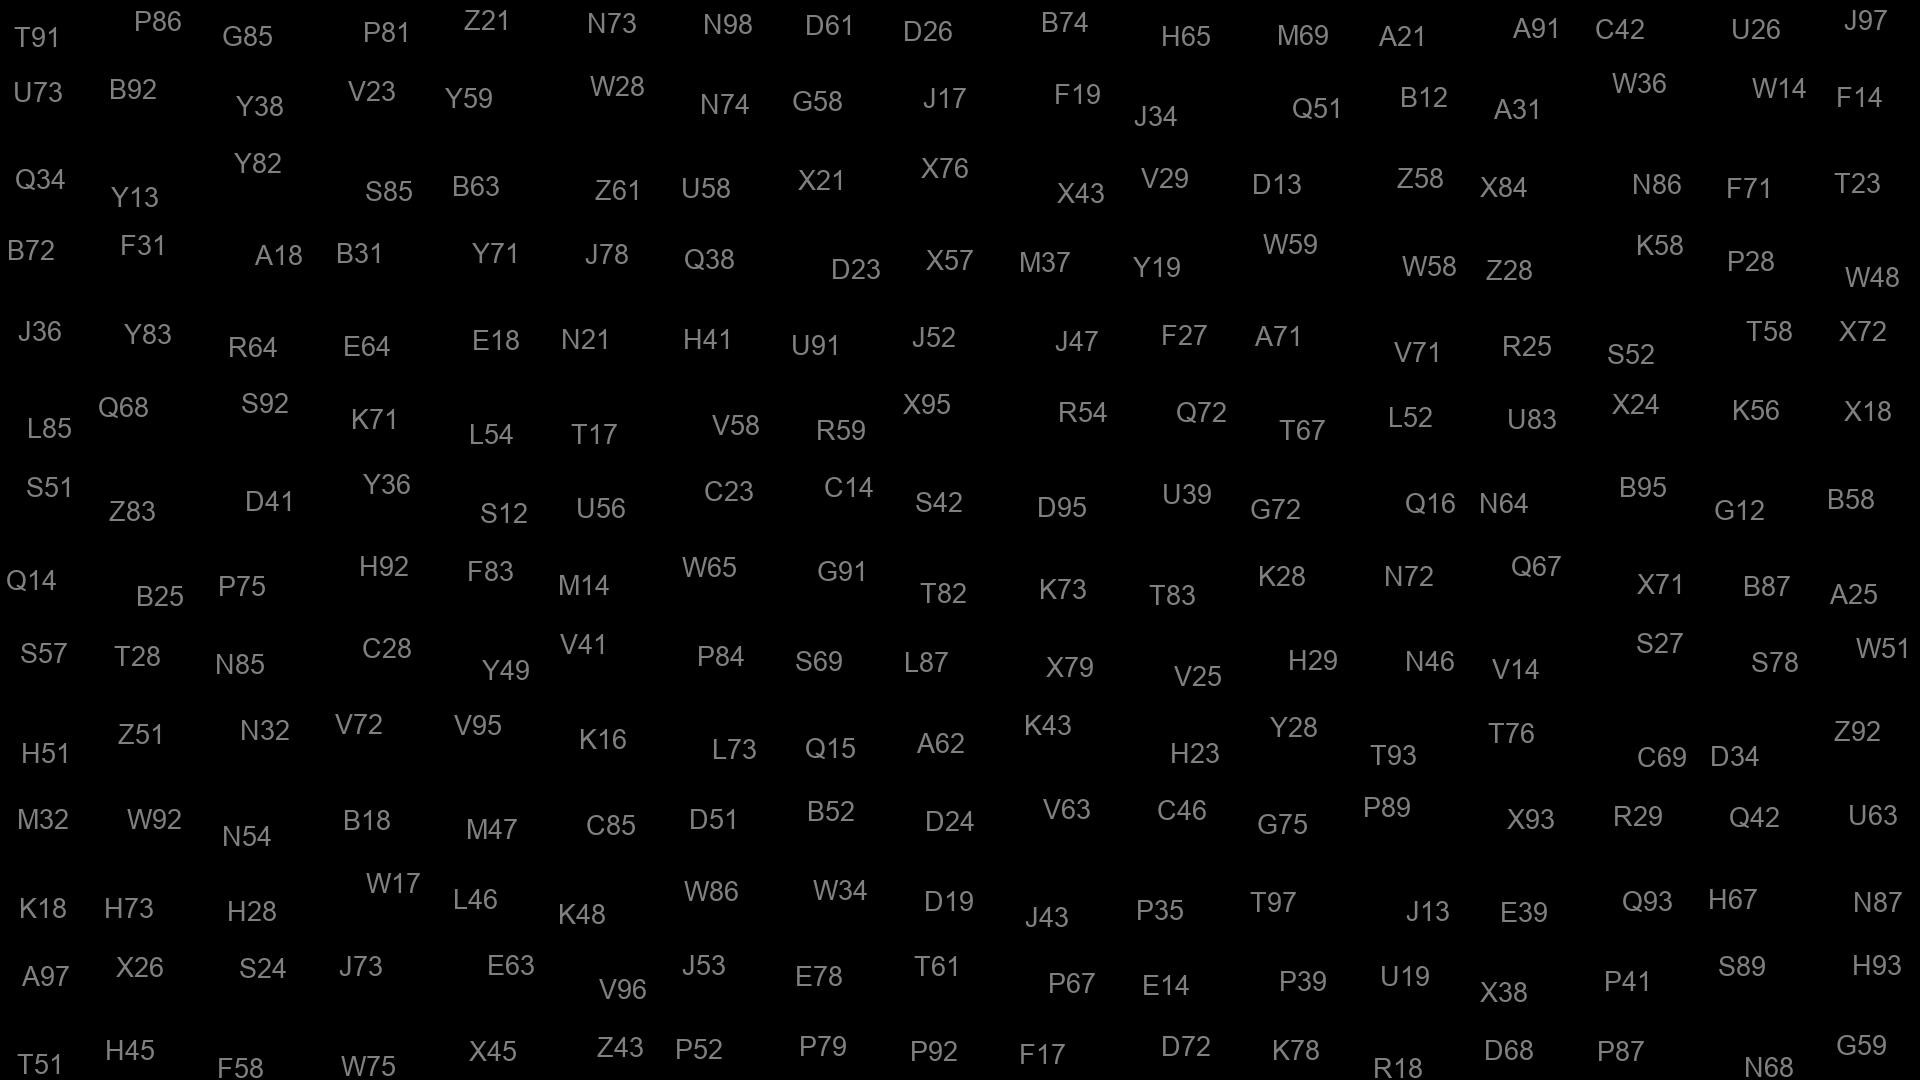 T91 P86 G85 P81 Z21 N73 N98 D61 D26 B74 H65 M69 A21 A91 C42 U26 J97
U73 B92 Y38 V23 Y59 W28 N74 G58 J17 F19 J34 Q51 B12 A31 W36 W14 F14
Q34 Y13 Y82 S85 B63 Z61 U58 X21 X76 X43 V29 D13 Z58 X84 N86 F71 T23
B72 F31 A18 B31 Y71 J78 Q38 D23 X57 M37 Y19 W59 W58 Z28 K58 P28 W48
J36 Y83 R64 E64 E18 N21 H41 U91 J52 J47 F27 A71 V71 R25 S52 T58 X72
L85 Q68 S92 K71 L54 T17 V58 R59 X95 R54 Q72 T67 L52 U83 X24 K56 X18
S51 Z83 D41 Y36 S12 U56 C23 C14 S42 D95 U39 G72 Q16 N64 B95 G12 B58
Q14 B25 P75 H92 F83 M14 W65 G91 T82 K73 T83 K28 N72 Q67 X71 B87 A25
S57 T28 N85 C28 Y49 V41 P84 S69 L87 X79 V25 H29 N46 V14 S27 S78 W51
H51 Z51 N32 V72 V95 K16 L73 Q15 A62 K43 H23 Y28 T93 T76 C69 D34 Z92
M32 W92 N54 B18 M47 C85 D51 B52 D24 V63 C46 G75 P89 X93 R29 Q42 U63
K18 H73 H28 W17 L46 K48 W86 W34 D19 J43 P35 T97 J13 E39 Q93 H67 N87
A97 X26 S24 J73 E63 V96 J53 E78 T61 P67 E14 P39 U19 X38 P41 S89 H93
T51 H45 F58 W75 X45 Z43 P52 P79 P92 F17 D72 K78 R18 D68 P87 N68 G59